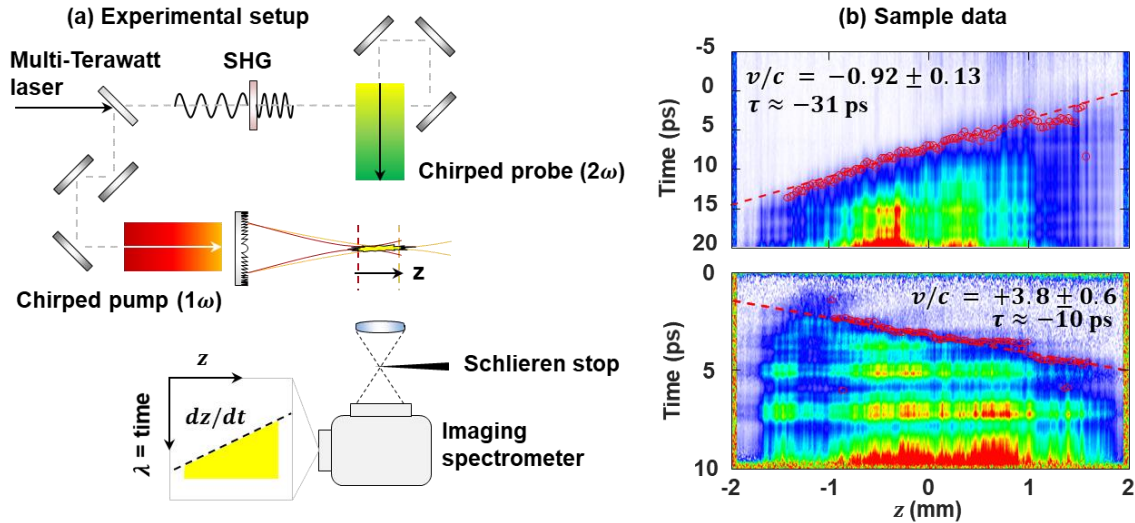 (a) Experimental setup
Multi-Terawatt
laser
SHG
Chirped probe (2ω)
Chirped pump (1ω)
z
Schlieren stop
z
λ = time
dz/dt
Imaging
spectrometer
(b) Sample data
-5
0
5
10
15
20
Time (ps)
v/c = −0.92 ± 0.13
τ ≈ −31 ps
0
5
10
Time (ps)
v/c = +3.8 ± 0.6
τ ≈ −10 ps
-2
-1
0
1
2
z (mm)